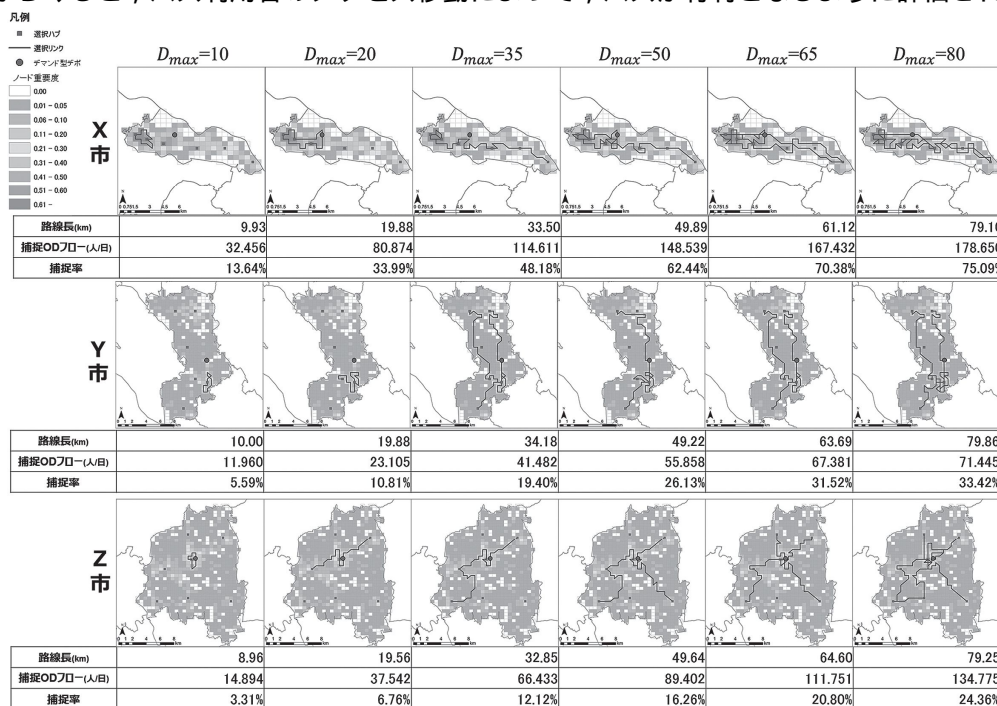 凡例
選択ハブ
選択リンク
デマンド型デポ
ノード重要度
0.00
0.01 - 0.05
0.06 - 0.10
0.11 - 0.20
0.21 - 0.30
0.31 - 0.40
0.41 - 0.50
0.51 - 0.60
0.61 -
Dmax=10 Dmax=20 Dmax=35 Dmax=50 Dmax=65 Dmax=80
X市
路線長(km) 9.93 19.88 33.50 49.89 61.12 79.10
捕捉ODフロー(人/日) 32.456 80.874 114.611 148.539 167.432 178.650
捕捉率 13.64% 33.99% 48.18% 62.44% 70.38% 75.09%
Y市
路線長(km) 10.00 19.88 34.18 49.22 63.69 79.86
捕捉ODフロー(人/日) 11.960 23.105 41.482 55.858 67.381 71.445
捕捉率 5.59% 10.81% 19.40% 26.13% 31.52% 33.42%
Z市
路線長(km) 8.96 19.56 32.85 49.64 64.60 79.25
捕捉ODフロー(人/日) 14.894 37.542 66.433 89.402 111.751 134.775
捕捉率 3.31% 6.76% 12.12% 16.26% 20.80% 24.36%